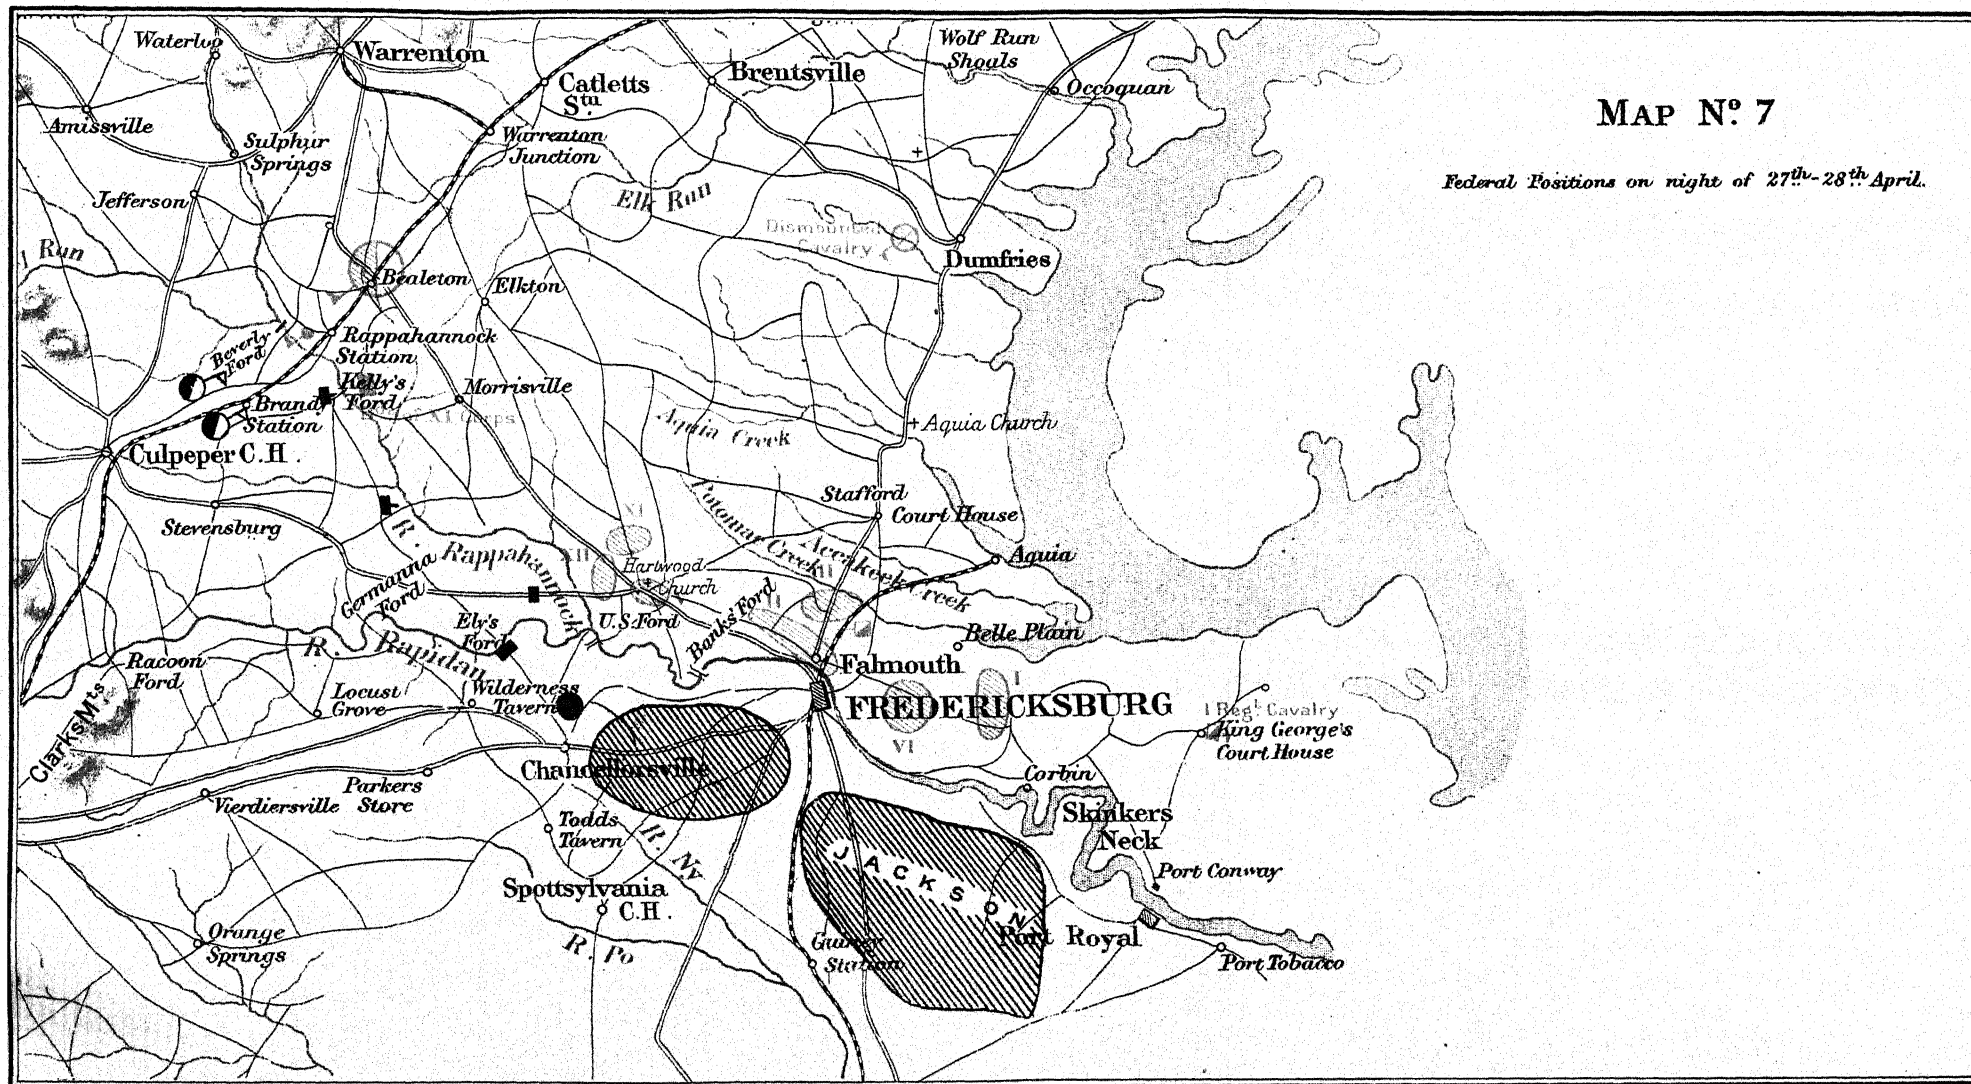 MAP Nº. 7
Federal Positions on night of 27th.-28th. April.
Waterloo
Warrenton
Catletts
Stn.
Brentsville
Wolf Run
Shoals
Occoquan
Amissville
Sulphur
Springs
Warrenton
Junction
Jefferson
Elk Run
Dismounted
Cavalry
Dumfries
Run
Bealeton
Elkton
Beverly
Ford
Rappahannock
Station
Kelly's
Ford
Morrisville
Brandy
Station
XI Corps
Aquia Creek
Aquia Church
Culpeper C.H.
Stafford
Court House
Stevensburg
Potomac Creek
Accakeek Creek
Aquia
R. Rappahannock
XII
Hartwood
Church
Germanna
Ford
Ely's
Ford
U.S. Ford
Banks' Ford
Belle Plain
R. Rapidan
Racoon
Ford
Falmouth
Clarks Mts
Locust
Grove
Wilderness
Tavern
FREDERICKSBURG
I
VI
1 Regt. Cavalry
King George's
Court House
Chancellorsville
Corbin
Parkers
Store
Vierdiersville
Skinkers
Neck
Todds
Tavern
R. Ny
JACKSON
Port Conway
Spottsylvania
C.H.
Port Royal
Orange
Springs
R. Po
Guiney
Station
Port Tobacco